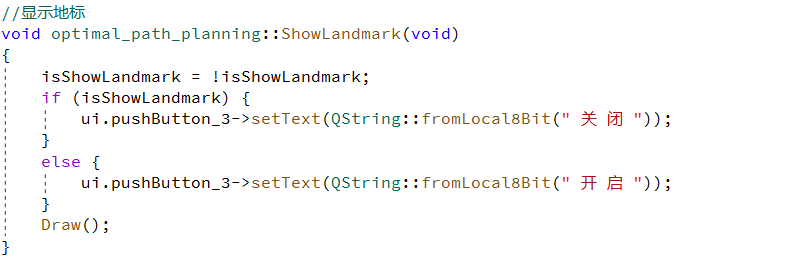 //显示地标
void optimal_path_planning::ShowLandmark(void)
{
    isShowLandmark = !isShowLandmark;
    if (isShowLandmark) {
        ui.pushButton_3->setText(QString::fromLocal8Bit(" 关 闭 "));
    }
    else {
        ui.pushButton_3->setText(QString::fromLocal8Bit(" 开 启 "));
    }
    Draw();
}